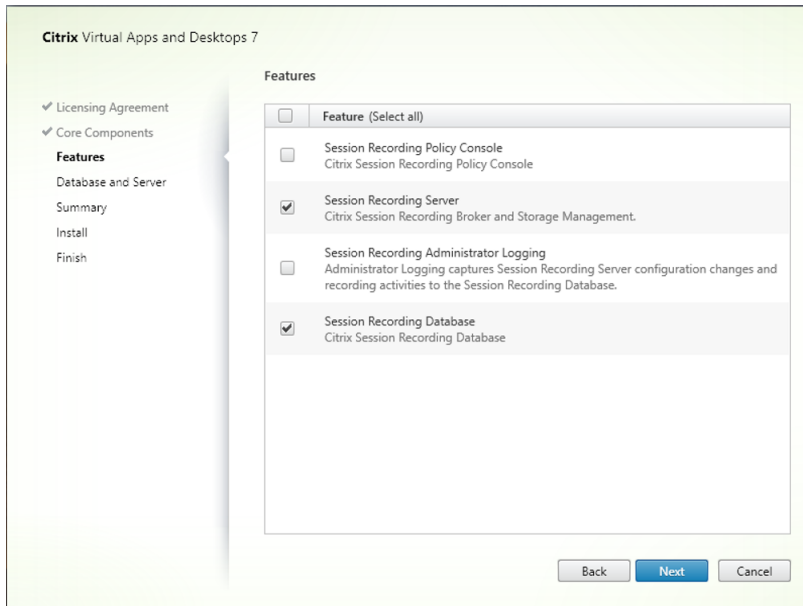 Citrix Virtual Apps and Desktops 7
Features
Licensing Agreement
Core Components
Features
Database and Server
Summary
Install
Finish
Feature (Select all)
Session Recording Policy Console
Citrix Session Recording Policy Console
Session Recording Server
Citrix Session Recording Broker and Storage Management.
Session Recording Administrator Logging
Administrator Logging captures Session Recording Server configuration changes and
recording activities to the Session Recording Database.
Session Recording Database
Citrix Session Recording Database
Back
Next
Cancel